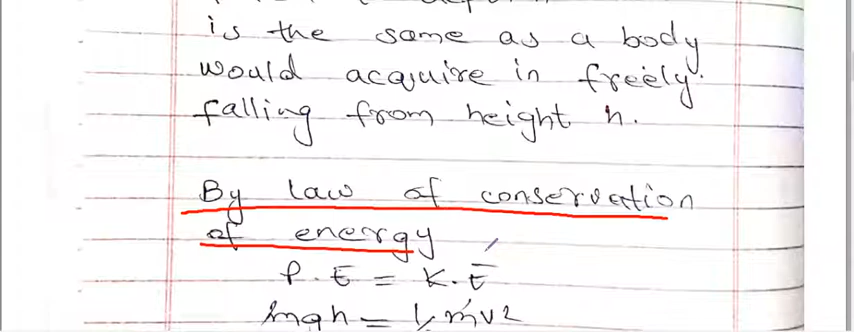 is the same as a body
would acquire in freely
falling from height h.
By law of conservation
of energy
P.E = K.E
mgh = 1/2 mv2